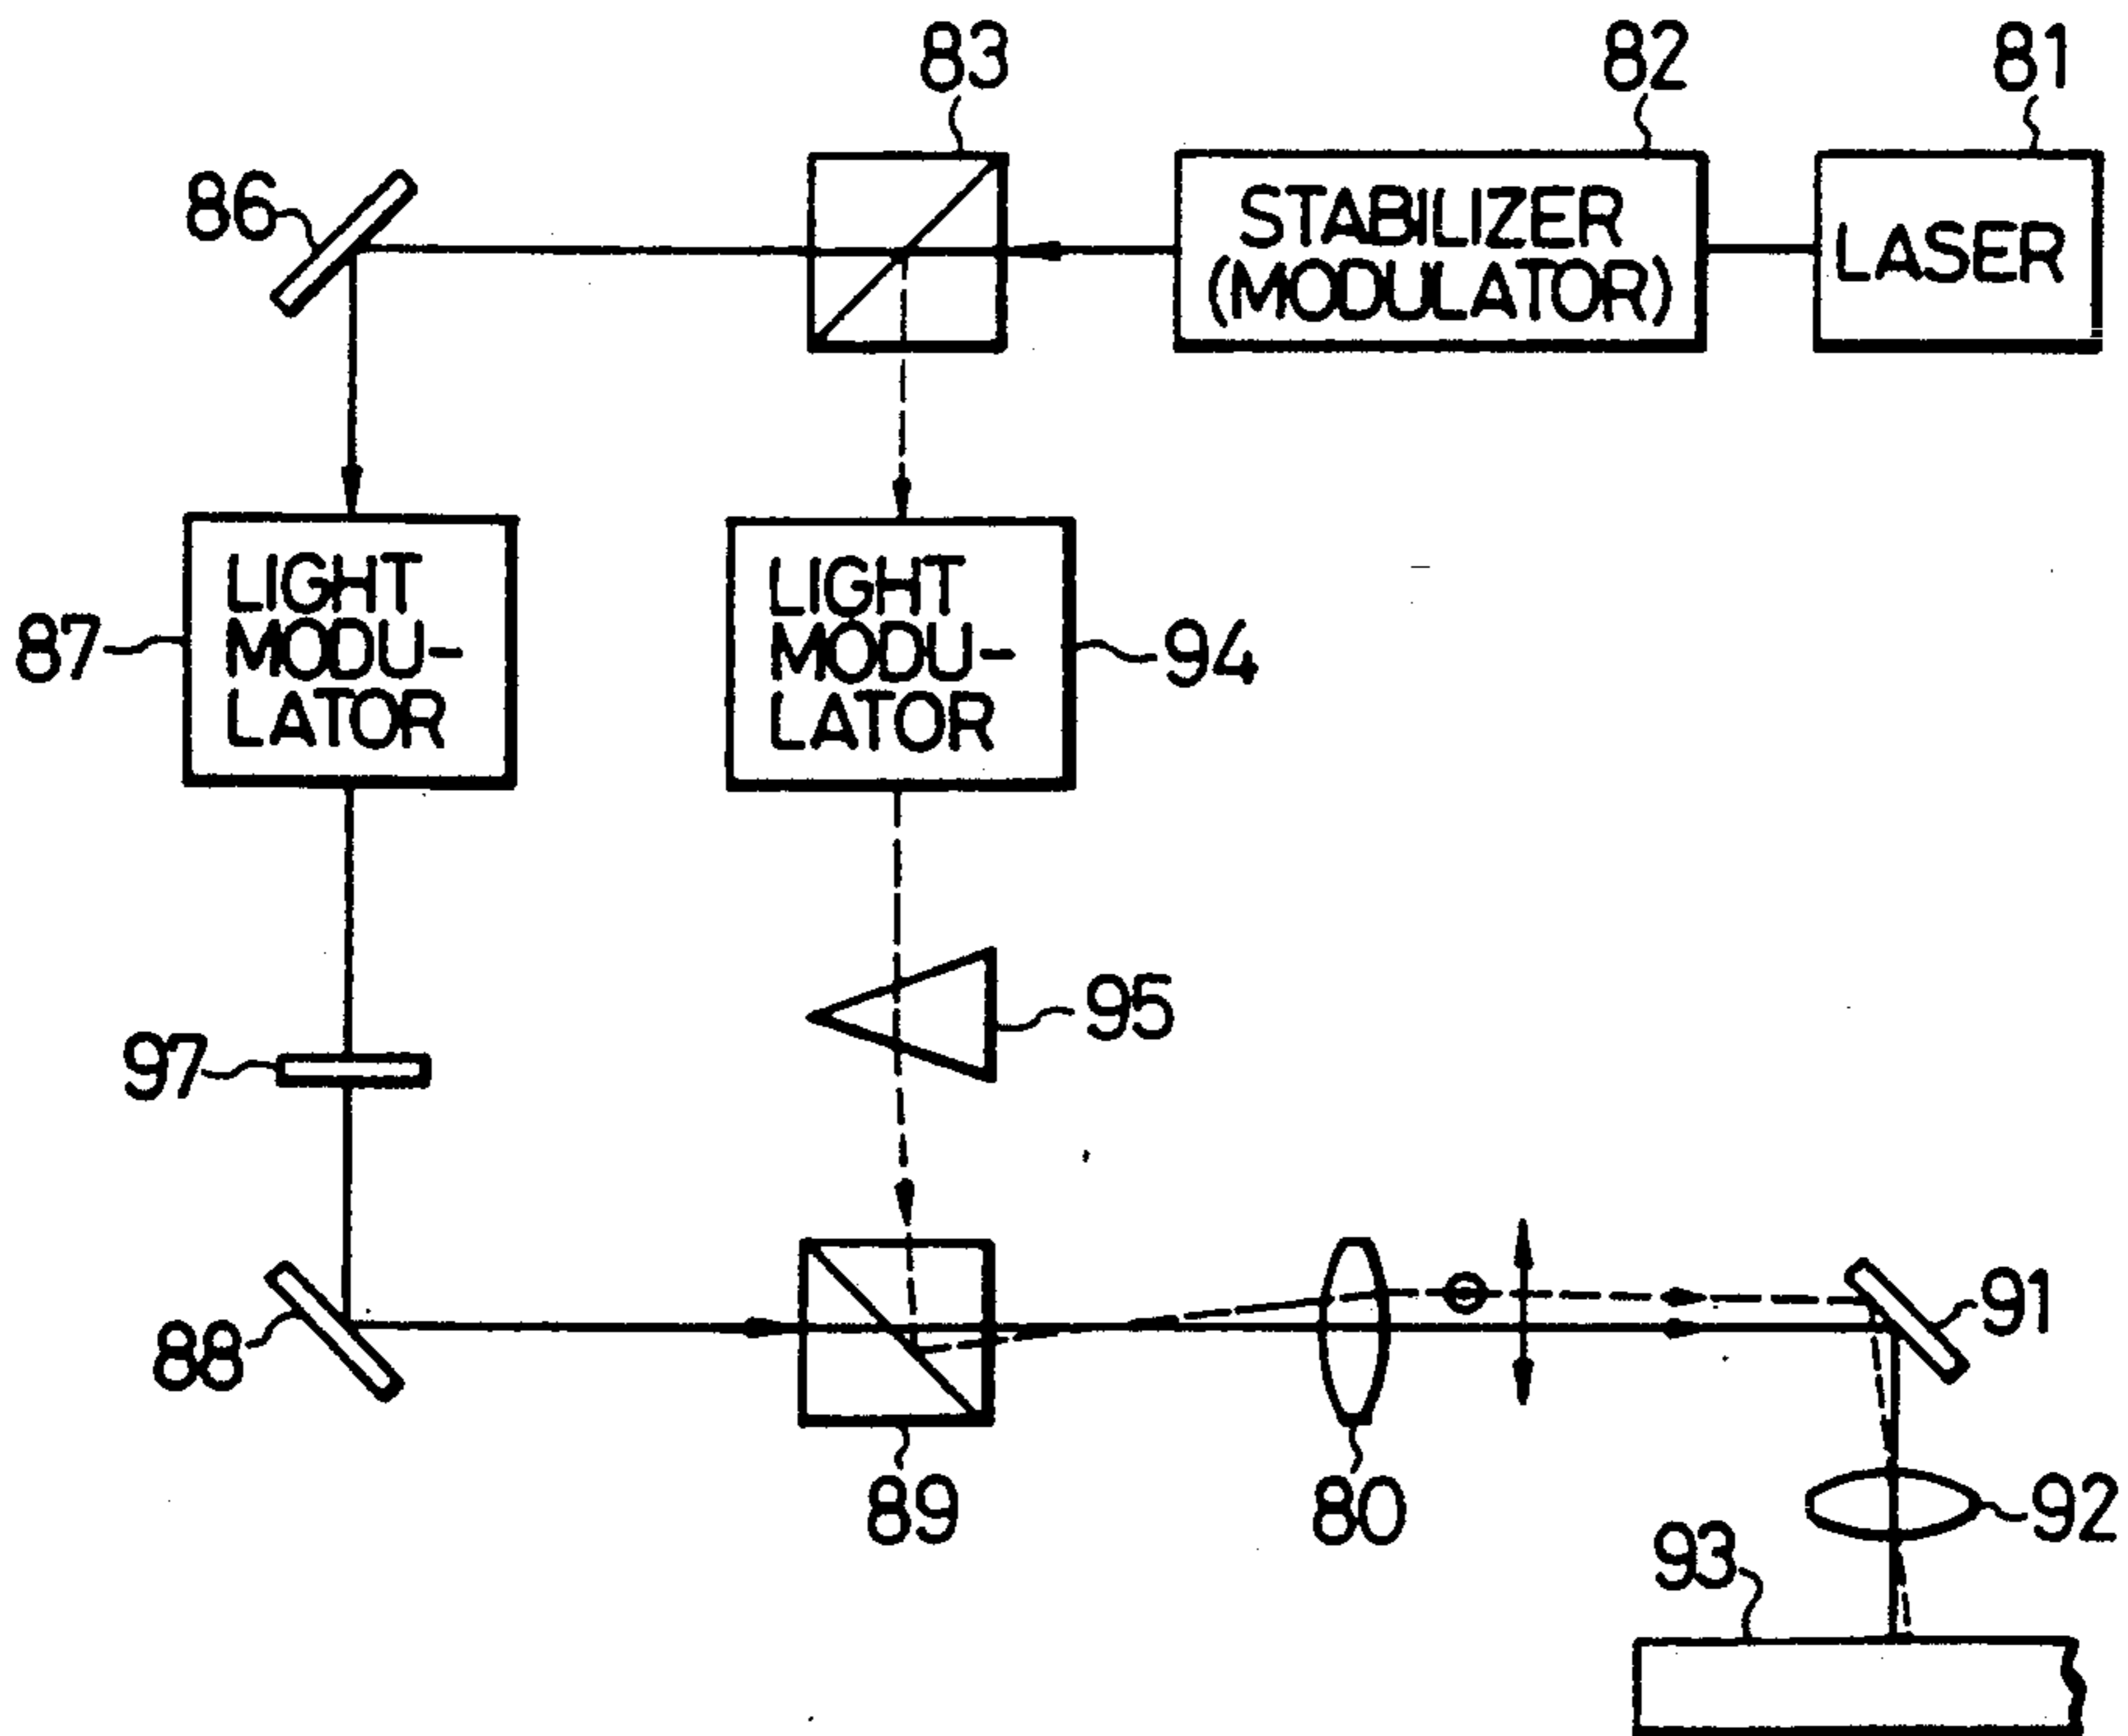 83
82
81
86
STABILIZER
(MODULATOR)
LASER
87
LIGHT
MODU-
LATOR
LIGHT
MODU-
LATOR
94
95
97
88
91
89
80
92
93